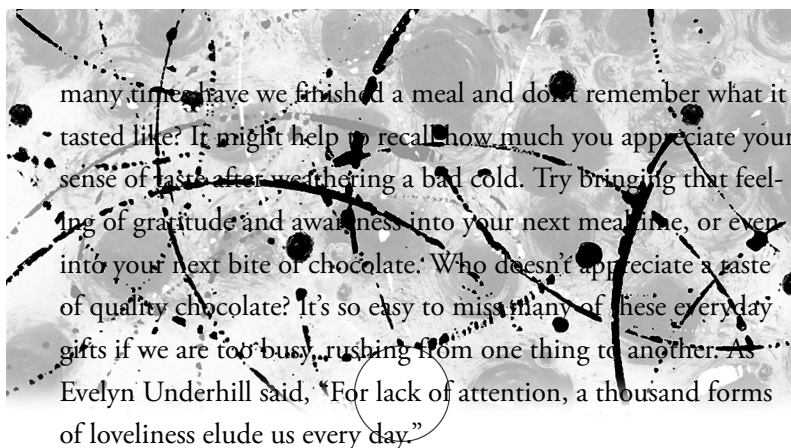 many times have we finished a meal and don't remember what it
tasted like? It might help to recall how much you appreciate your
sense of taste after weathering a bad cold. Try bringing that feel-
ing of gratitude and awareness into your next mealtime, or even
into your next bite of chocolate. Who doesn't appreciate a taste
of quality chocolate? It's so easy to miss many of these everyday
gifts if we are too busy, rushing from one thing to another. As
Evelyn Underhill said, “For lack of attention, a thousand forms
of loveliness elude us every day.”